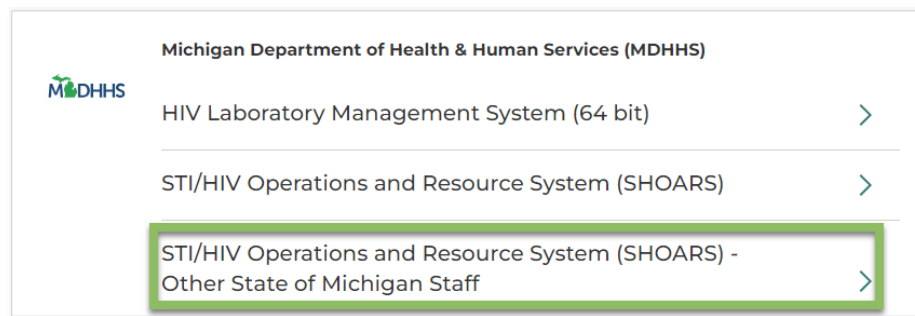 Michigan Department of Health & Human Services (MDHHS)
MDHHS
HIV Laboratory Management System (64 bit)
STI/HIV Operations and Resource System (SHOARS)
STI/HIV Operations and Resource System (SHOARS) -
Other State of Michigan Staff